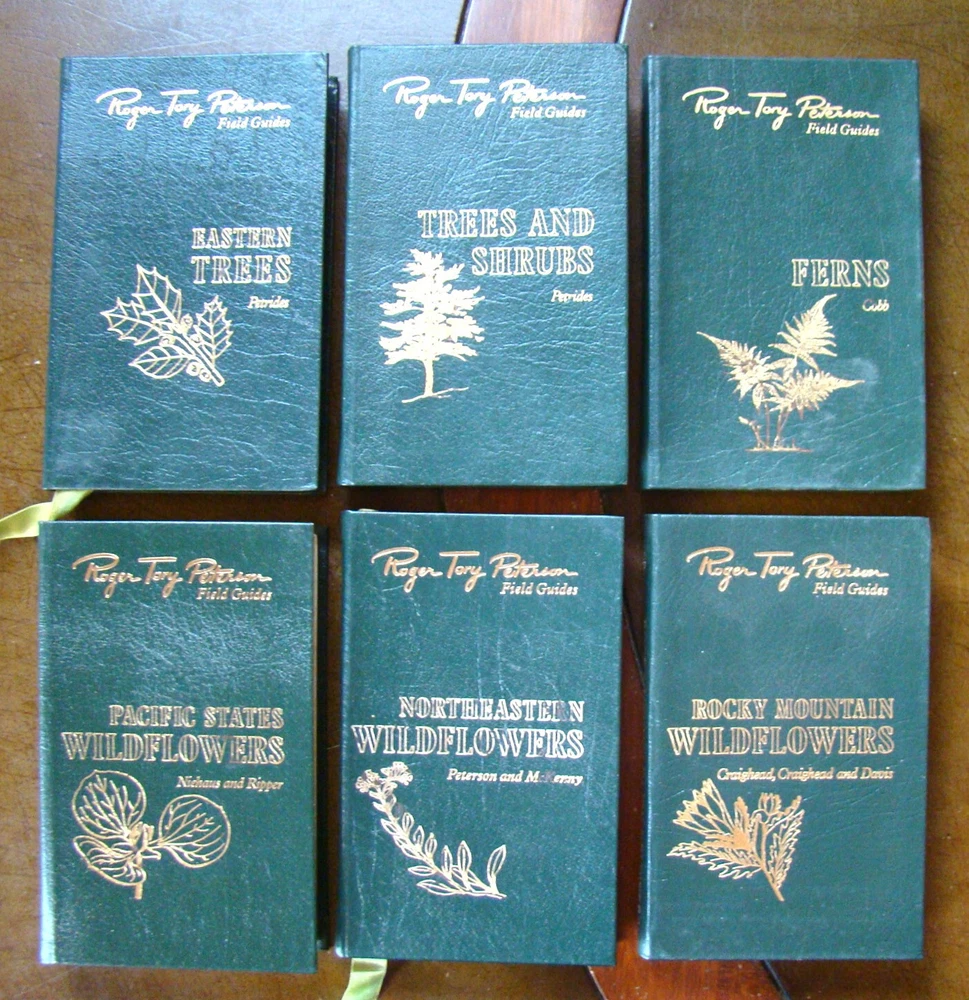 Roger Tory Peterson
Field Guides
EASTERN
TREES
Petrides
Roger Tory Peterson
Field Guides
TREES AND
SHRUBS
Petrides
Roger Tory Peterson
Field Guides
FERNS
Cobb
Roger Tory Peterson
Field Guides
PACIFIC STATES
WILDFLOWERS
Niehaus and Ripper
Roger Tory Peterson
Field Guides
NORTHEASTERN
WILDFLOWERS
Peterson and McKenny
Roger Tory Peterson
Field Guides
ROCKY MOUNTAIN
WILDFLOWERS
Craighead, Craighead and Davis